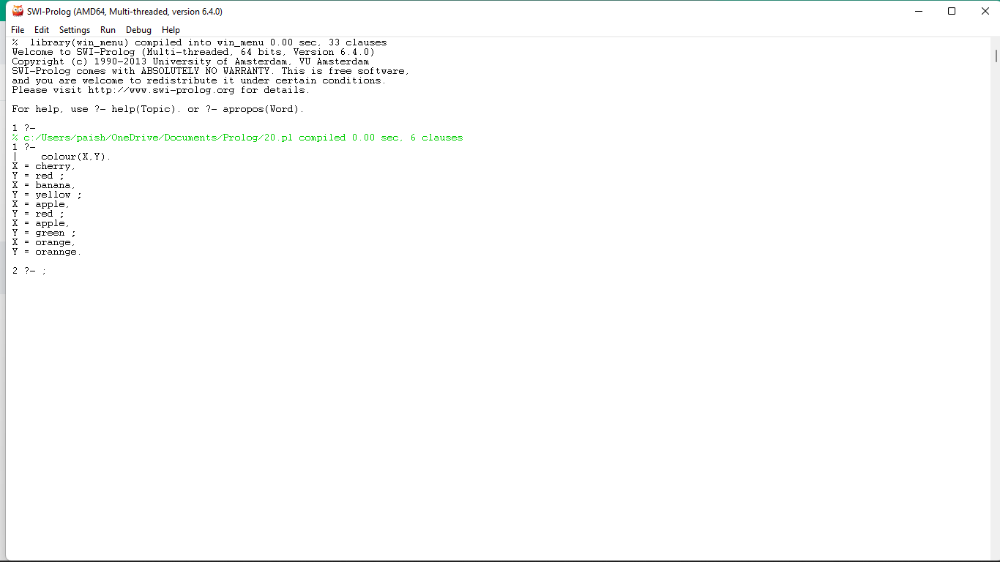 SWI-Prolog (AMD64, Multi-threaded, version 6.4.0)
File Edit Settings Run Debug Help
%  library(win_menu) compiled into win_menu 0.00 sec, 33 clauses
Welcome to SWI-Prolog (Multi-threaded, 64 bits, Version 6.4.0)
Copyright (c) 1990-2013 University of Amsterdam, VU Amsterdam
SWI-Prolog comes with ABSOLUTELY NO WARRANTY. This is free software,
and you are welcome to redistribute it under certain conditions.
Please visit http://www.swi-prolog.org for details.
For help, use ?- help(Topic). or ?- apropos(Word).
1 ?-
% c:/Users/paish/OneDrive/Documents/Prolog/20.pl compiled 0.00 sec, 6 clauses
1 ?-
|    colour(X,Y).
X = cherry,
Y = red ;
X = banana,
Y = yellow ;
X = apple,
Y = red ;
X = apple,
Y = green ;
X = orange,
Y = orannge.
2 ?- ;